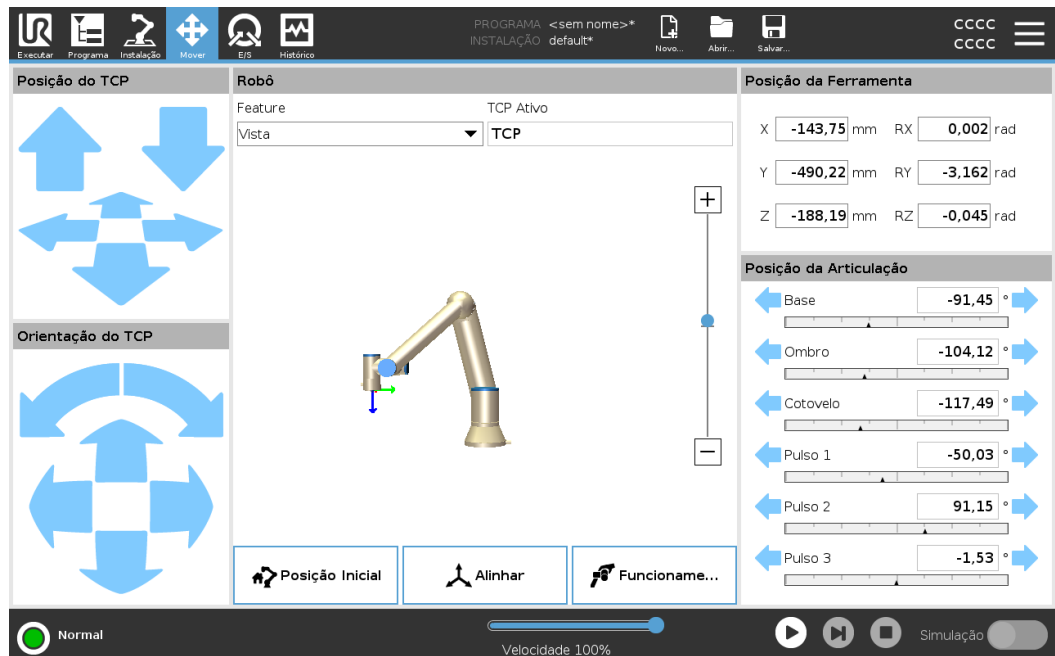 UR
Executar
Programa
Instalação
Mover
E/S
Histórico
PROGRAMA <sem nome>*
INSTALAÇÃO default*
Novo...
Abrir...
Salvar...
CCCC
CCCC
Posição do TCP
Orientação do TCP
Robô
Feature
TCP Ativo
Vista
TCP
+
−
Posição Inicial
Alinhar
Funcioname...
Posição da Ferramenta
X -143,75 mm RX 0,002 rad
Y -490,22 mm RY -3,162 rad
Z -188,19 mm RZ -0,045 rad
Posição da Articulação
Base -91,45 °
Ombro -104,12 °
Cotovelo -117,49 °
Pulso 1 -50,03 °
Pulso 2 91,15 °
Pulso 3 -1,53 °
Normal
Velocidade 100%
Simulação